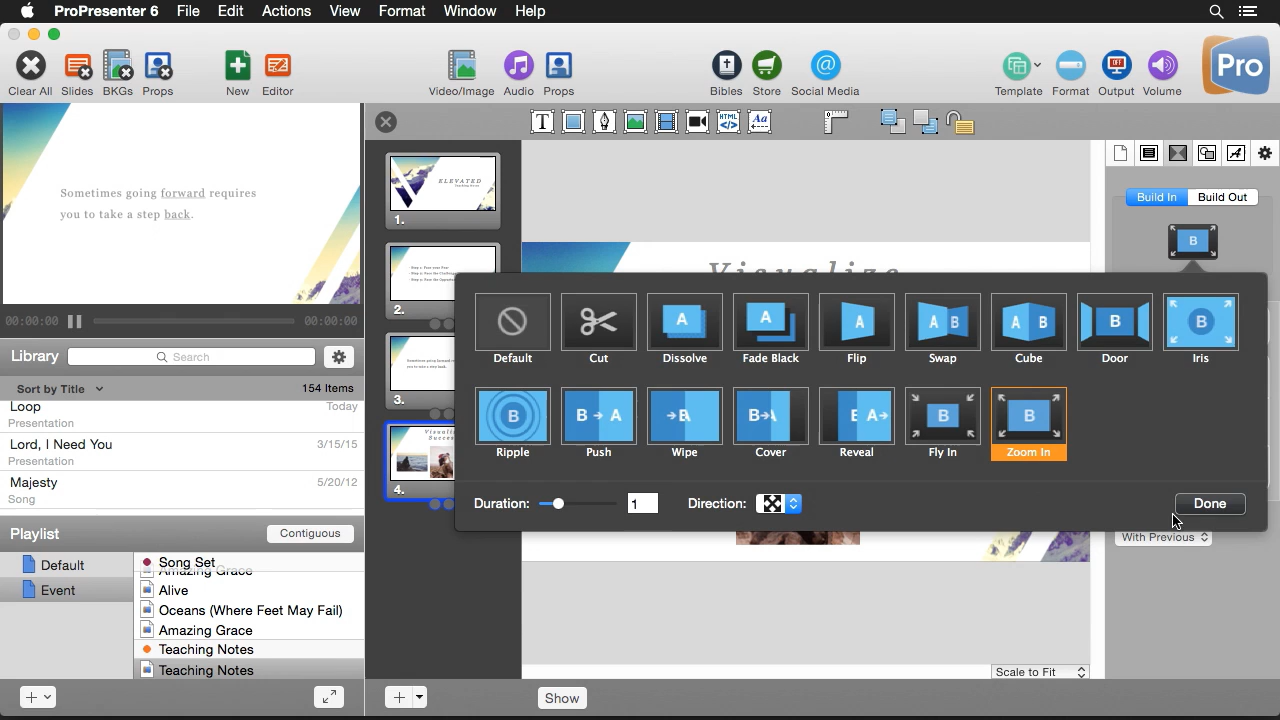 ProPresenter 6 File Edit Actions View Format Window Help
Clear All Slides BKGs Props New Editor Video/Image Audio Props Bibles Store Social Media Template Format Output Volume
Pro
T HTML Aa
Sometimes going forward requires
you to take a step back.
00:00:00 00:00:00
Library Search
Sort by Title 154 Items
Loop Today
Presentation
Lord, I Need You 3/15/15
Presentation
Majesty 5/20/12
Song
Playlist Contiguous
Default
Event
Song Set
Amazing Grace
Alive
Oceans (Where Feet May Fail)
Amazing Grace
Teaching Notes
Teaching Notes
ELEVATED
1.
2.
3.
4.
Visualize
Build In Build Out
B
Default Cut Dissolve Fade Black Flip Swap Cube Door Iris
Ripple Push Wipe Cover Reveal Fly In Zoom In
Duration: 1 Direction: Done
With Previous
Scale to Fit
Show